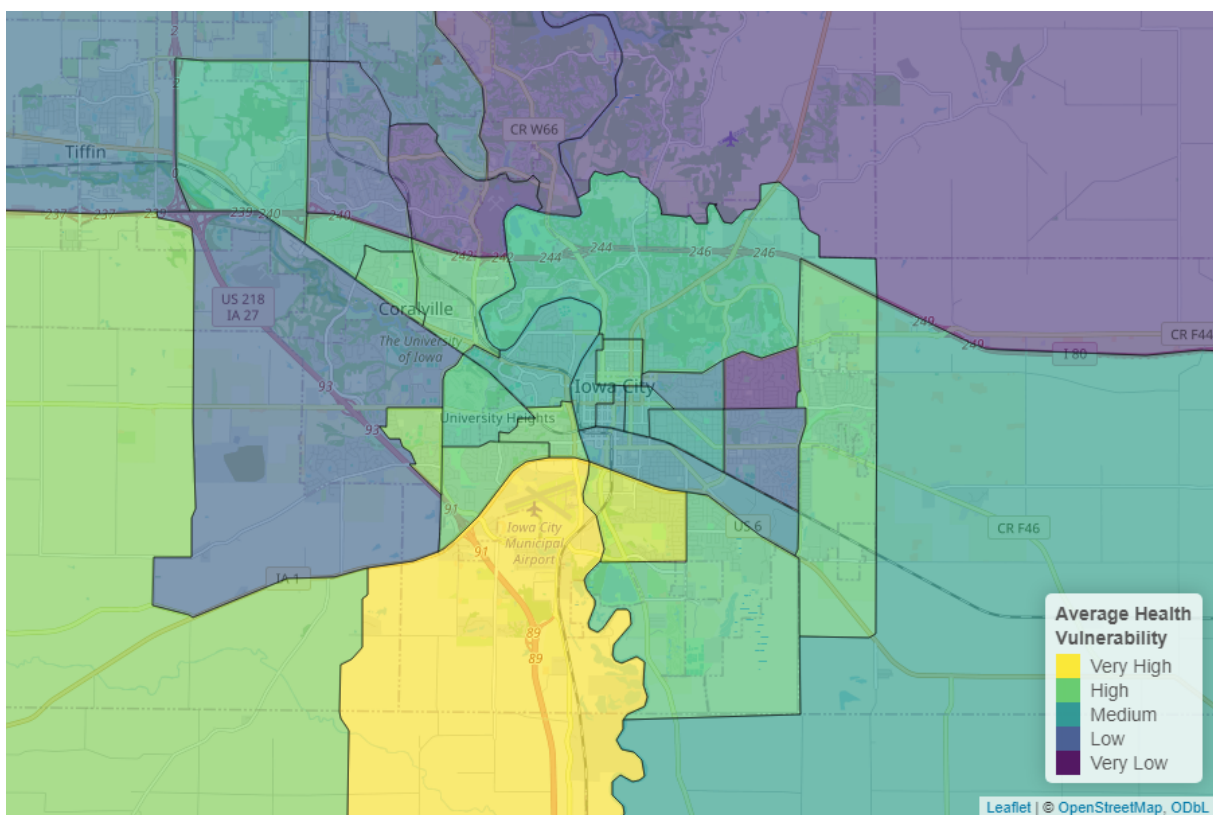 2
CR W66
Tiffin
237
237
239
239
240
240
242
242
244
244
246
246
US 218
IA 27
Coralville
The University
of Iowa
249
249
CR F44
I 80
93
Iowa City
University Heights
93
91
US 6
CR F46
Iowa City
Municipal
Airport
91
IA 1
89
89
Average Health
Vulnerability
Very High
High
Medium
Low
Very Low
Leaflet | © OpenStreetMap, ODbL